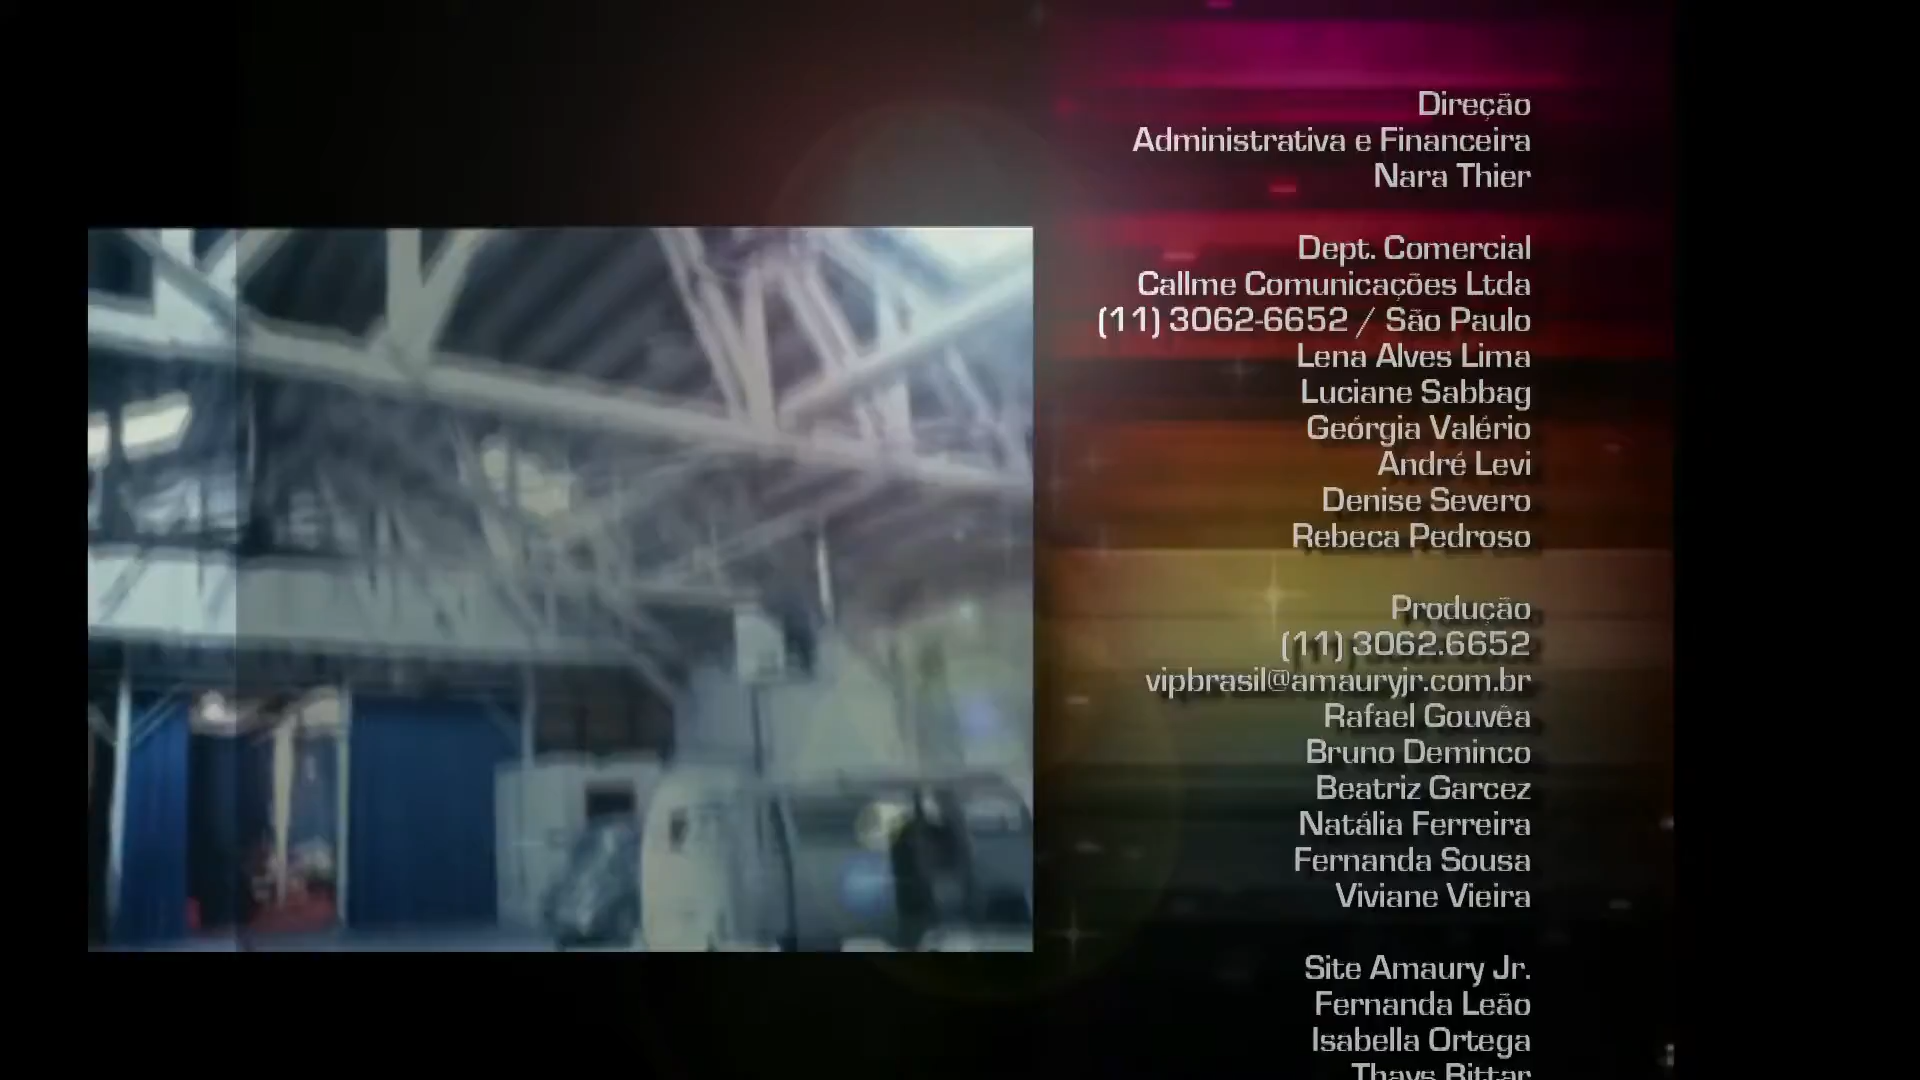 Direção
Administrativa e Financeira
Nara Thier
Dept. Comercial
Callme Comunicações Ltda
(11) 3062-6652 / São Paulo
Lena Alves Lima
Luciane Sabbag
Geórgia Valério
André Levi
Denise Severo
Rebeca Pedroso
Produção
(11) 3062.6652
vipbrasil@amauryjr.com.br
Rafael Gouvêa
Bruno Deminco
Beatriz Garcez
Natália Ferreira
Fernanda Sousa
Viviane Vieira
Site Amaury Jr.
Fernanda Leão
Isabella Ortega
Thays Bittar